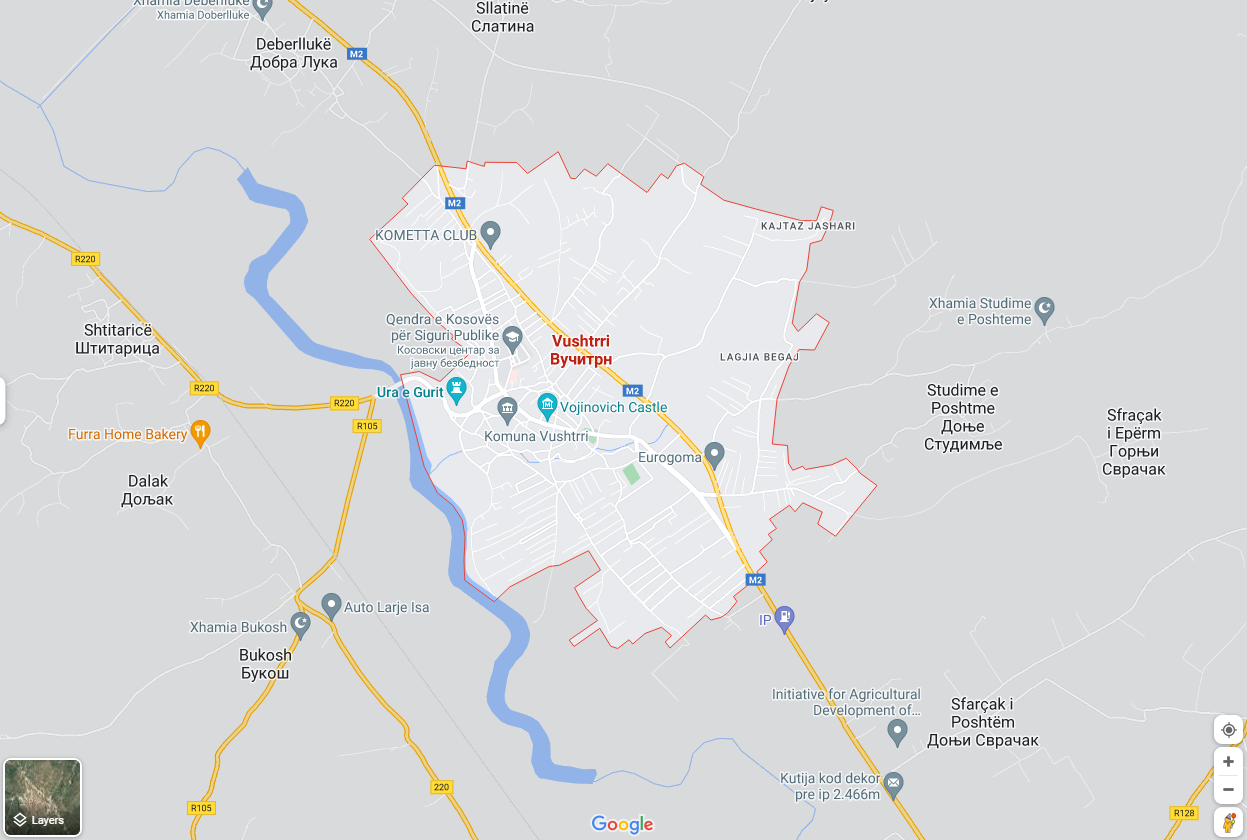 Xhamia Doberlluke
Xhamia Doberlluke
Sllatinë
Слатина
Deberllukë
Добра Лука
M2
M2
KOMETTA CLUB
KAJTAZ JASHARI
R220
Xhamia Studime
e Poshteme
Qendra e Kosovës
për Siguri Publike
Косовски центар за
јавну безбедност
Shtitaricë
Штитарица
Vushtrri
Вучитрн
LAGJIA BEGAJ
R220
R220
Ura e Gurit
M2
Vojinovich Castle
Studime e
Poshtme
Доње
Студимље
Sfraçak
i Epërm
Горњи
Сврачак
R105
Furra Home Bakery
Komuna Vushtrri
Eurogoma
Dalak
Дољак
M2
Auto Larje Isa
Xhamia Bukosh
IP
Bukosh
Букош
Initiative for Agricultural
Development of...
Sfarçak i
Poshtëm
Доњи Сврачак
Kutija kod dekor
pre ip 2.466m
220
R105
R128
Layers
Google